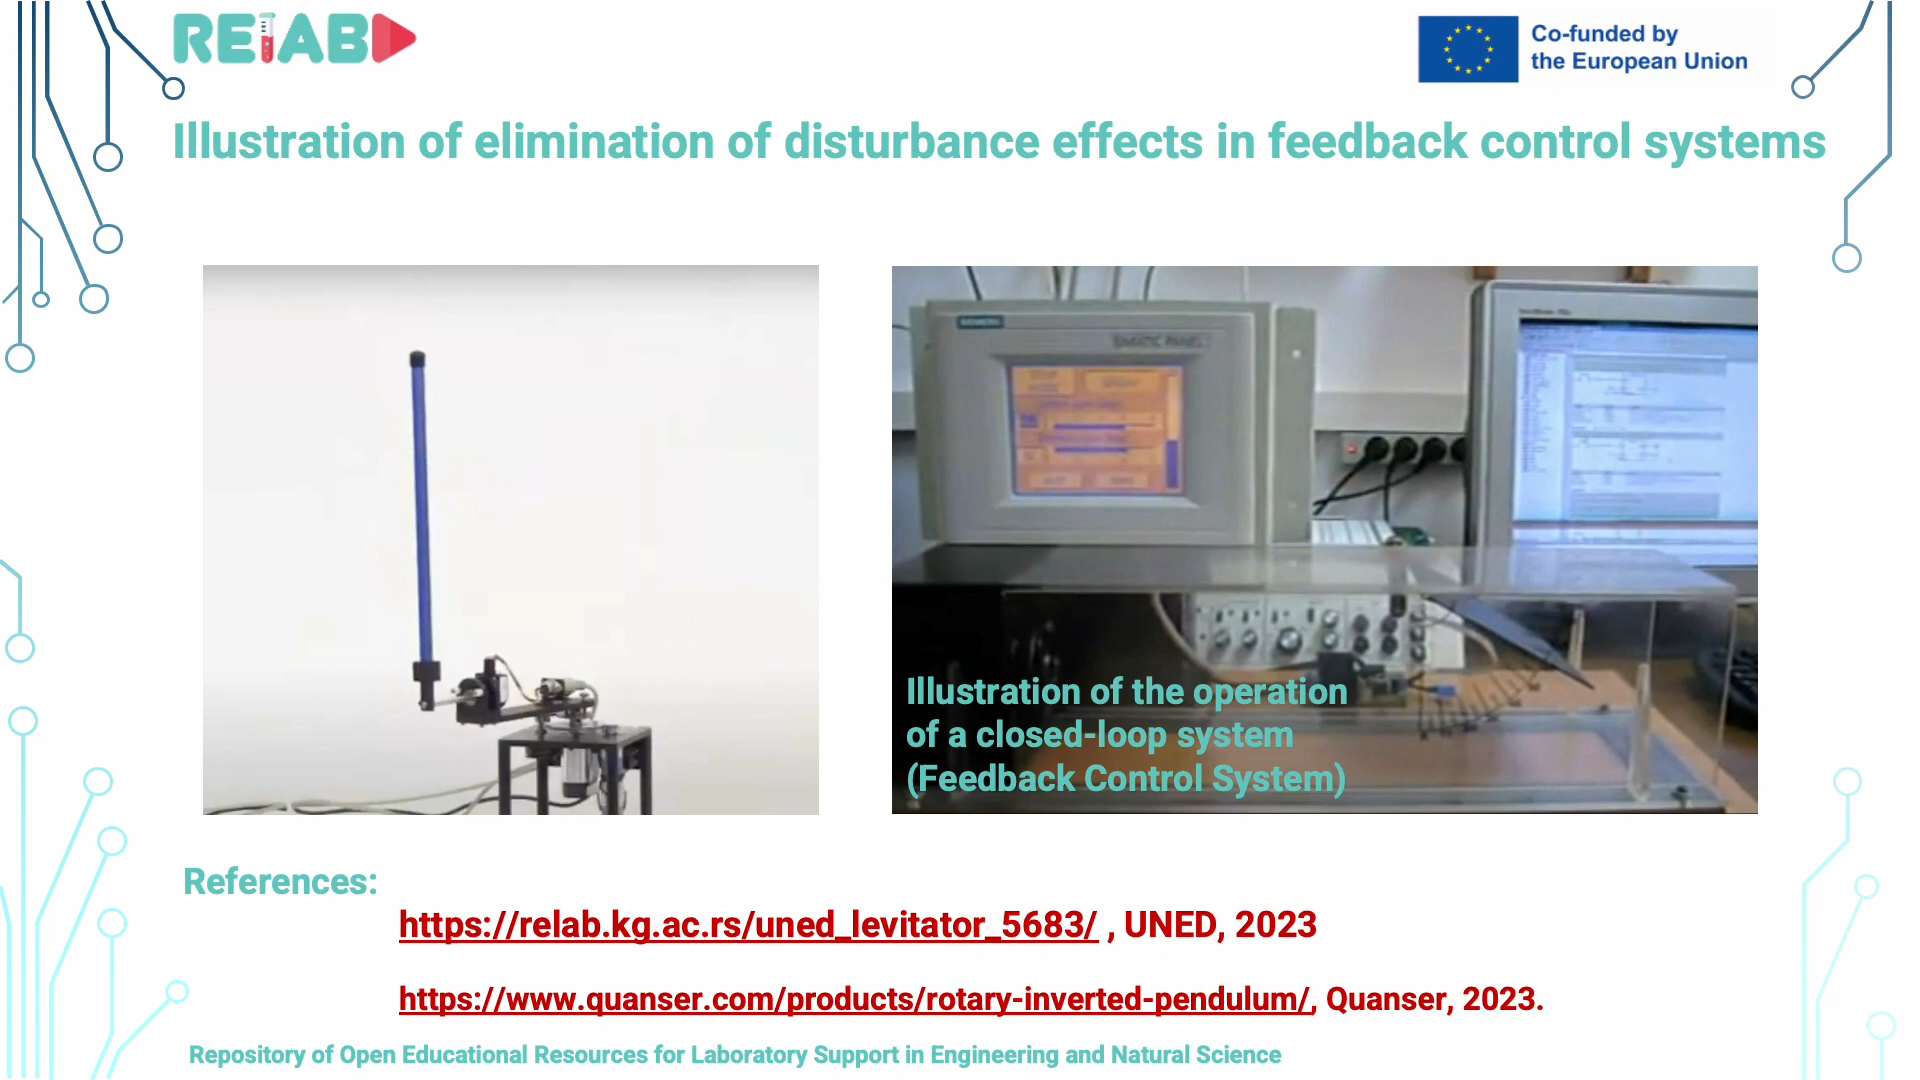 RELAB
Co-funded by
the European Union
Illustration of elimination of disturbance effects in feedback control systems
SIEMENS
SIMATIC PANEL
Illustration of the operation
of a closed-loop system
(Feedback Control System)
References:
https://relab.kg.ac.rs/uned_levitator_5683/ , UNED, 2023
https://www.quanser.com/products/rotary-inverted-pendulum/, Quanser, 2023.
Repository of Open Educational Resources for Laboratory Support in Engineering and Natural Science